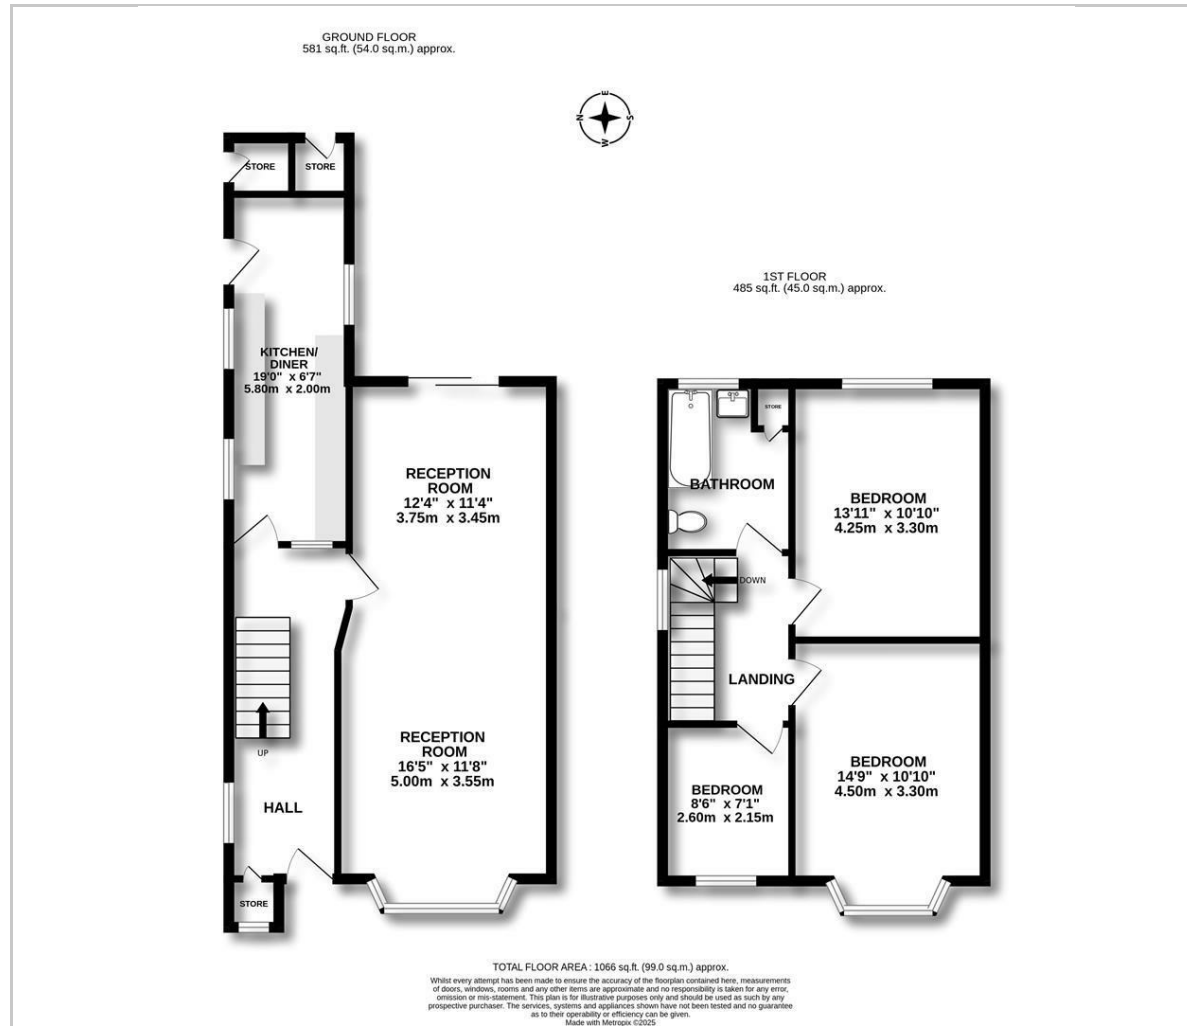 GROUND FLOOR
581 sq.ft. (54.0 sq.m.) approx.
E
N
S
W
STORE
STORE
KITCHEN/
DINER
19'0" x 6'7"
5.80m x 2.00m
RECEPTION
ROOM
12'4" x 11'4"
3.75m x 3.45m
RECEPTION
ROOM
16'5" x 11'8"
5.00m x 3.55m
UP
HALL
STORE
1ST FLOOR
485 sq.ft. (45.0 sq.m.) approx.
STORE
BATHROOM
BEDROOM
13'11" x 10'10"
4.25m x 3.30m
DOWN
LANDING
BEDROOM
14'9" x 10'10"
4.50m x 3.30m
BEDROOM
8'6" x 7'1"
2.60m x 2.15m
TOTAL FLOOR AREA : 1066 sq.ft. (99.0 sq.m.) approx.
Whilst every attempt has been made to ensure the accuracy of the floorplan contained here, measurements
of doors, windows, rooms and any other items are approximate and no responsibility is taken for any error,
omission or mis-statement. This plan is for illustrative purposes only and should be used as such by any
prospective purchaser. The services, systems and appliances shown have not been tested and no guarantee
as to their operability or efficiency can be given.
Made with Metropix ©2025